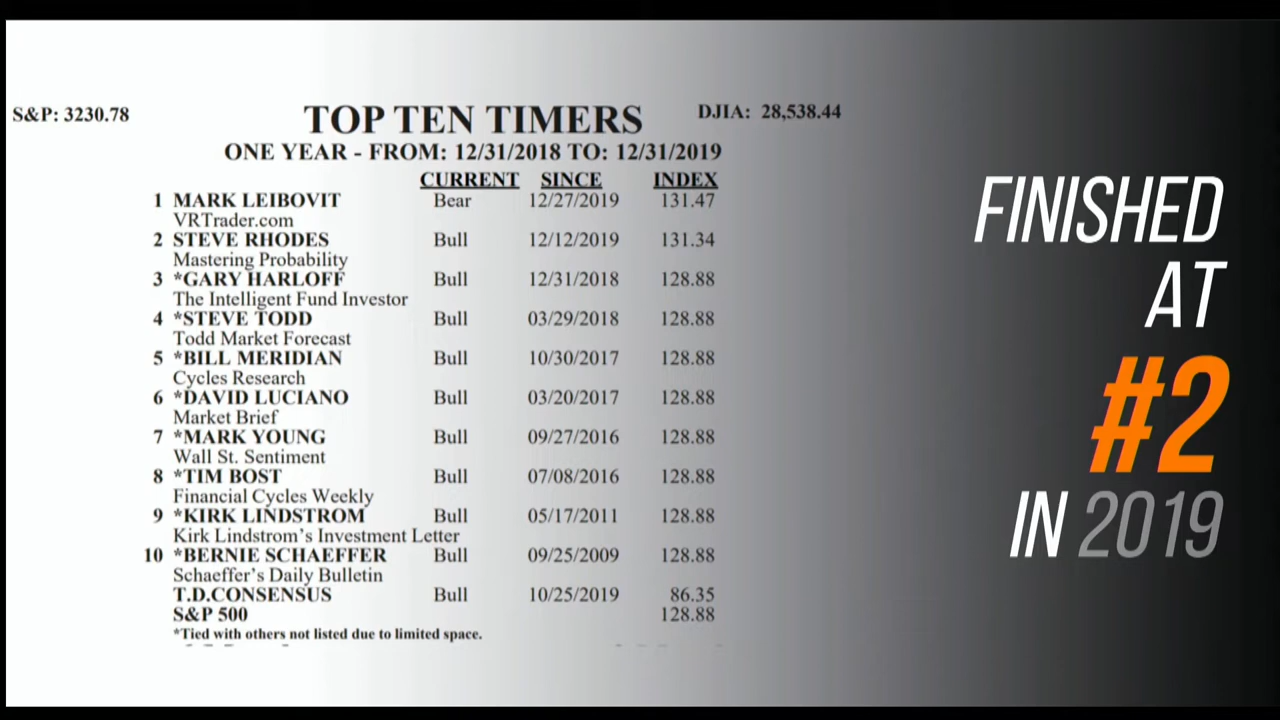 S&P: 3230.78
TOP TEN TIMERS
DJIA: 28,538.44
ONE YEAR - FROM: 12/31/2018 TO: 12/31/2019
CURRENT SINCE INDEX
1 MARK LEIBOVIT Bear 12/27/2019 131.47
VRTrader.com
2 STEVE RHODES Bull 12/12/2019 131.34
Mastering Probability
3 *GARY HARLOFF Bull 12/31/2018 128.88
The Intelligent Fund Investor
4 *STEVE TODD Bull 03/29/2018 128.88
Todd Market Forecast
5 *BILL MERIDIAN Bull 10/30/2017 128.88
Cycles Research
6 *DAVID LUCIANO Bull 03/20/2017 128.88
Market Brief
7 *MARK YOUNG Bull 09/27/2016 128.88
Wall St. Sentiment
8 *TIM BOST Bull 07/08/2016 128.88
Financial Cycles Weekly
9 *KIRK LINDSTROM Bull 05/17/2011 128.88
Kirk Lindstrom's Investment Letter
10 *BERNIE SCHAEFFER Bull 09/25/2009 128.88
Schaeffer's Daily Bulletin
T.D.CONSENSUS Bull 10/25/2019 86.35
S&P 500 128.88
*Tied with others not listed due to limited space.
FINISHED
AT
#2
IN 2019